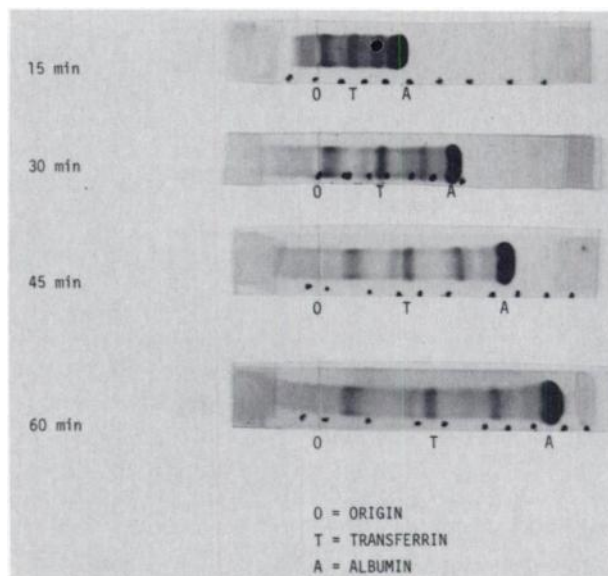 15 min
O T A
30 min
O T A
45 min
O T A
60 min
O T A
O = ORIGIN
T = TRANSFERRIN
A = ALBUMIN